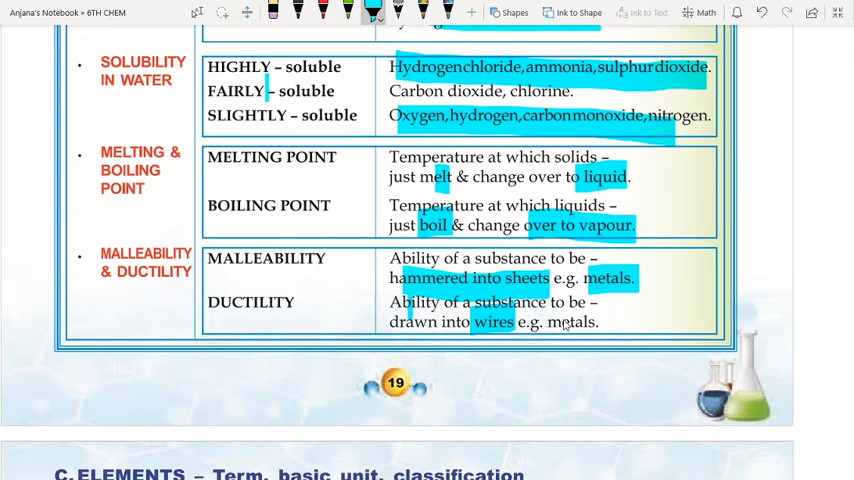 Anjana's Notebook » 6TH CHEM
Shapes
Ink to Shape
Ink to Text
Math
• SOLUBILITY IN WATER
HIGHLY – soluble Hydrogen chloride, ammonia, sulphur dioxide.
FAIRLY – soluble Carbon dioxide, chlorine.
SLIGHTLY – soluble Oxygen, hydrogen, carbon monoxide, nitrogen.
• MELTING &
BOILING
POINT
MELTING POINT Temperature at which solids –
just melt & change over to liquid.
BOILING POINT Temperature at which liquids –
just boil & change over to vapour.
• MALLEABILITY
& DUCTILITY
MALLEABILITY Ability of a substance to be –
hammered into sheets e.g. metals.
DUCTILITY Ability of a substance to be –
drawn into wires e.g. metals.
19
C. ELEMENTS – Term, basic unit, classification